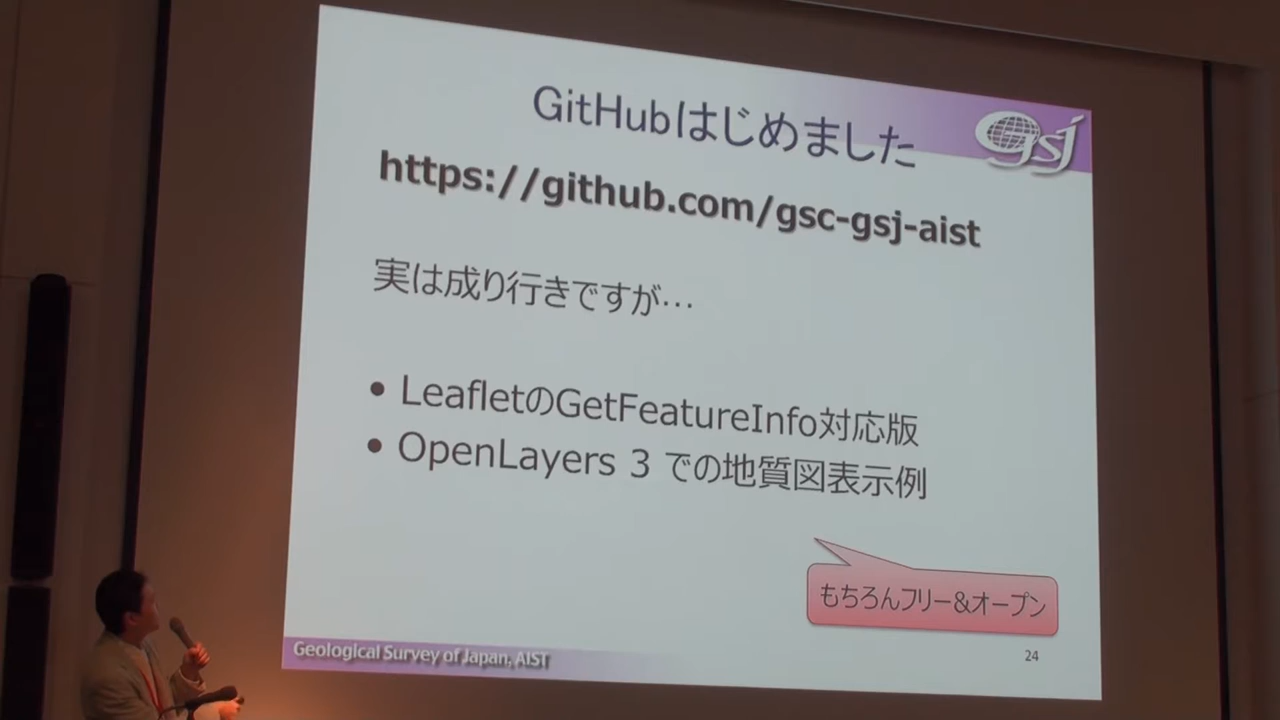 GitHubはじめました
gsj
https://github.com/gsc-gsj-aist
実は成り行きですが…
• LeafletのGetFeatureInfo対応版
• OpenLayers 3 での地質図表示例
もちろんフリー&オープン
Geological Survey of Japan, AIST
24